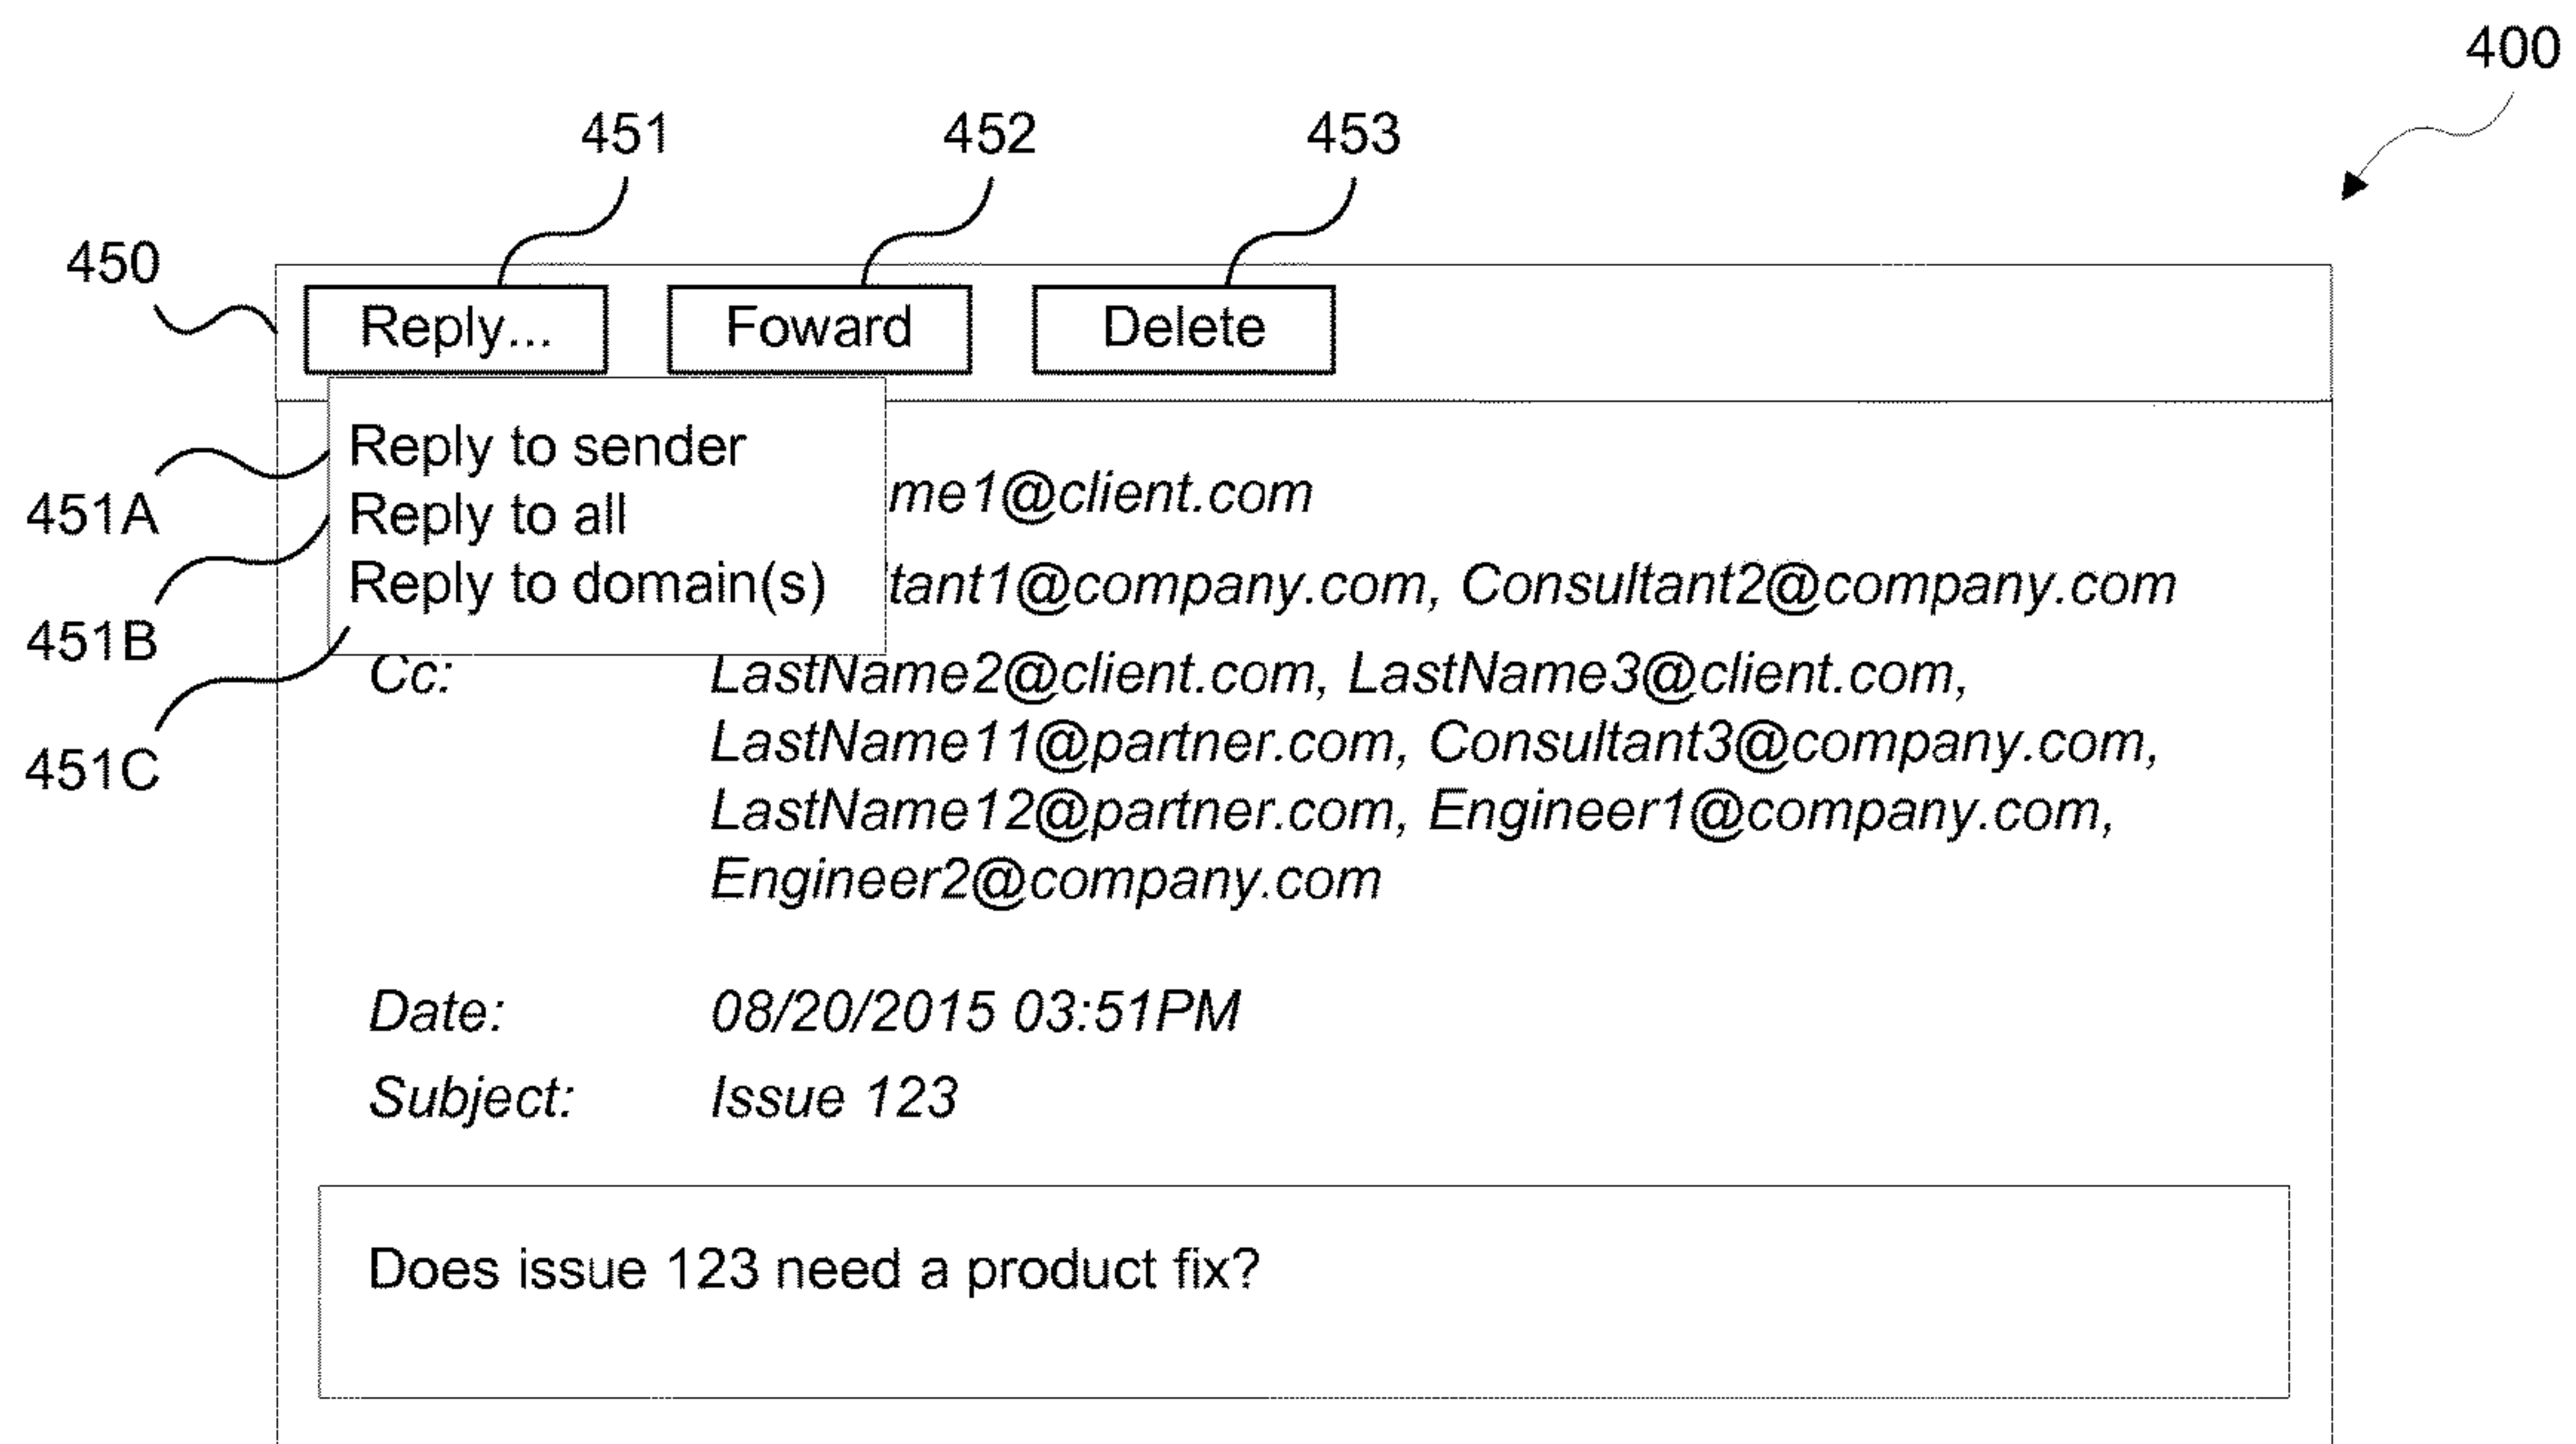 400
451 452 453
450
Reply... Foward Delete
Reply to sender
451A
me1@client.com
Reply to all
451B
tant1@company.com, Consultant2@company.com
Reply to domain(s)
451C
Cc: LastName2@client.com, LastName3@client.com,
LastName11@partner.com, Consultant3@company.com,
LastName12@partner.com, Engineer1@company.com,
Engineer2@company.com
Date: 08/20/2015 03:51PM
Subject: Issue 123
Does issue 123 need a product fix?